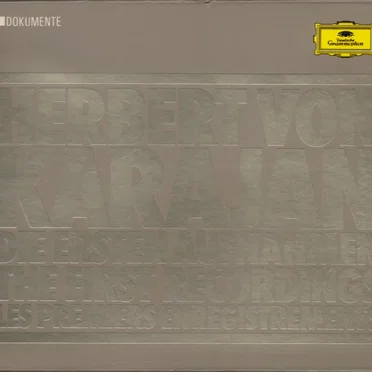 DOKUMENTE
Deutsche
Grammophon
HERBERT VON
KARAJAN
DIE ERSTEN AUFNAHMEN
THE FIRST RECORDINGS
LES PREMIERS ENREGISTREMENTS